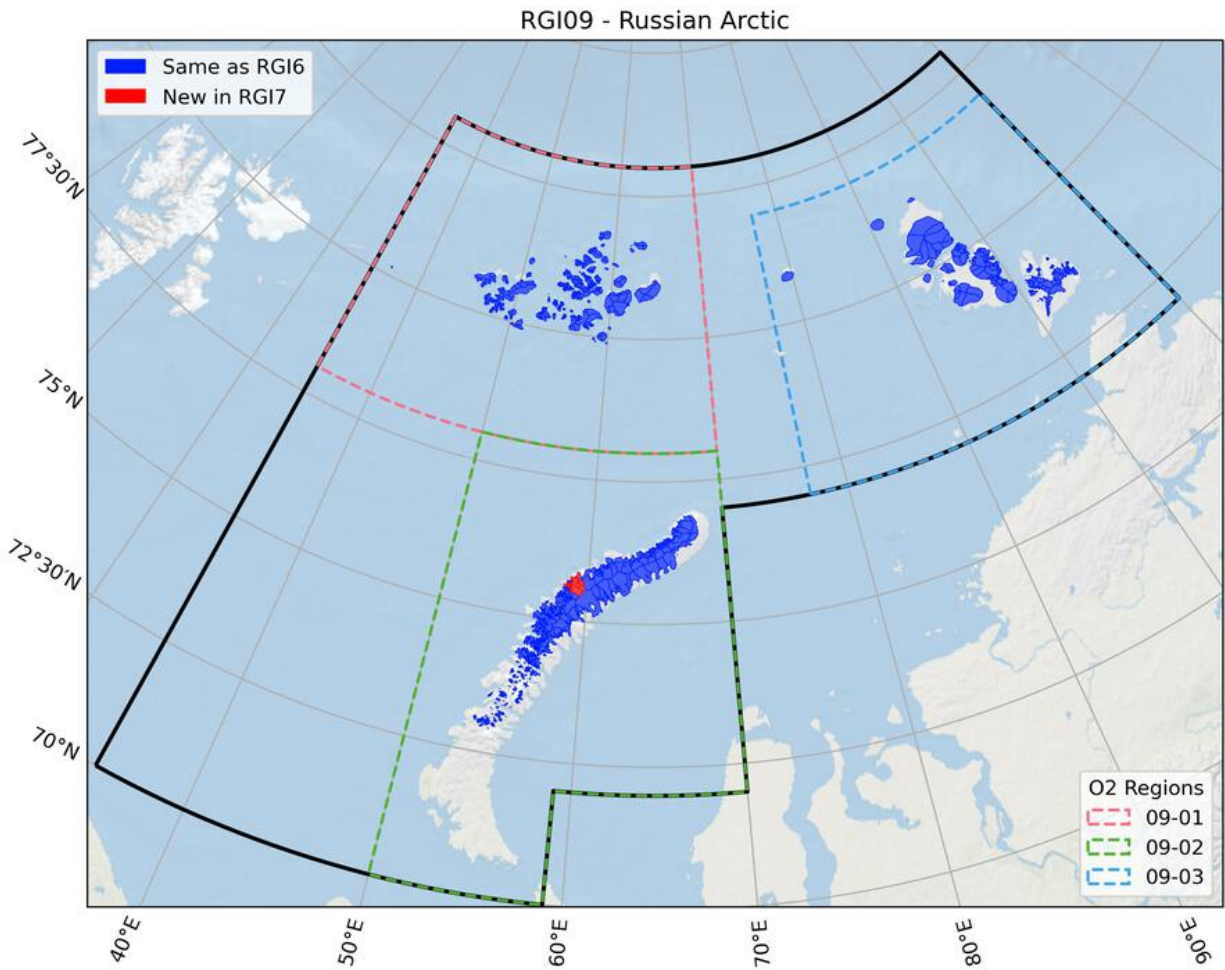 RGI09 - Russian Arctic
Same as RGI6
New in RGI7
77°30′N
75°N
72°30′N
70°N
O2 Regions
09-01
09-02
09-03
40°E
50°E
60°E
70°E
80°E
90°E